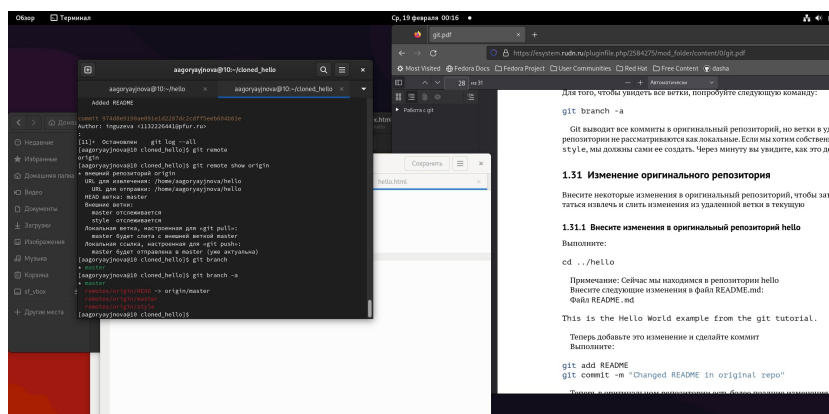 Обзор Терминал
Ср, 19 февраля 00:16
git.pdf
https://esystem.rudn.ru/pluginfile.php/2584275/mod_folder/content/0/git.pdf
Most Visited Fedora Docs Fedora Project User Communities Red Hat Free Content dasha
28 из 31
Автоматически
Работа с git
aagoryayjnova@10:~/cloned_hello
aagoryayjnova@10:~/hello
aagoryayjnova@10:~/cloned_hello
Added README
Author: inguzeva <1132226441@pfur.ru>
:
[11]+ Остановлен git log --all
[aagoryayjnova@10 cloned_hello]$ git remote
origin
[aagoryayjnova@10 cloned_hello]$ git remote show origin
* внешний репозиторий origin
URL для извлечения: /home/aagoryayjnova/hello
URL для отправки: /home/aagoryayjnova/hello
HEAD ветка: master
Внешние ветки:
master отслеживается
style отслеживается
Локальная ветка, настроенная для «git pull»:
master будет слита с внешней веткой master
Локальная ссылка, настроенная для «git push»:
master будет отправлена в master (уже актуальна)
[aagoryayjnova@10 cloned_hello]$ git branch
* master
[aagoryayjnova@10 cloned_hello]$ git branch -a
* master
remotes/origin/HEAD -> origin/master
remotes/origin/master
remotes/origin/style
[aagoryayjnova@10 cloned_hello]$
Недавние
Избранные
Домашняя папка
Видео
Документы
Загрузки
Изображения
Музыка
Корзина
sf_vbox
Другие места
Сохранить
hello.html
Для того, чтобы увидеть все ветки, попробуйте следующую команду:
git branch -a
Git выводит все коммиты в оригинальный репозиторий, но ветки в уд
репозитории не рассматриваются как локальные. Если мы хотим собствен
style, мы должны сами ее создать. Через минуту вы увидите, как это де
1.31 Изменение оригинального репозитория
Внесите некоторые изменения в оригинальный репозиторий, чтобы зат
таться извлечь и слить изменения из удаленной ветки в текущую
1.31.1 Внесите изменения в оригинальный репозиторий hello
Выполните:
cd ../hello
Примечание: Сейчас мы находимся в репозитории hello
Внесите следующие изменения в файл README.md:
Файл README.md
This is the Hello World example from the git tutorial.
Теперь добавьте это изменение и сделайте коммит
Выполните:
git add README
git commit -m "Changed README in original repo"